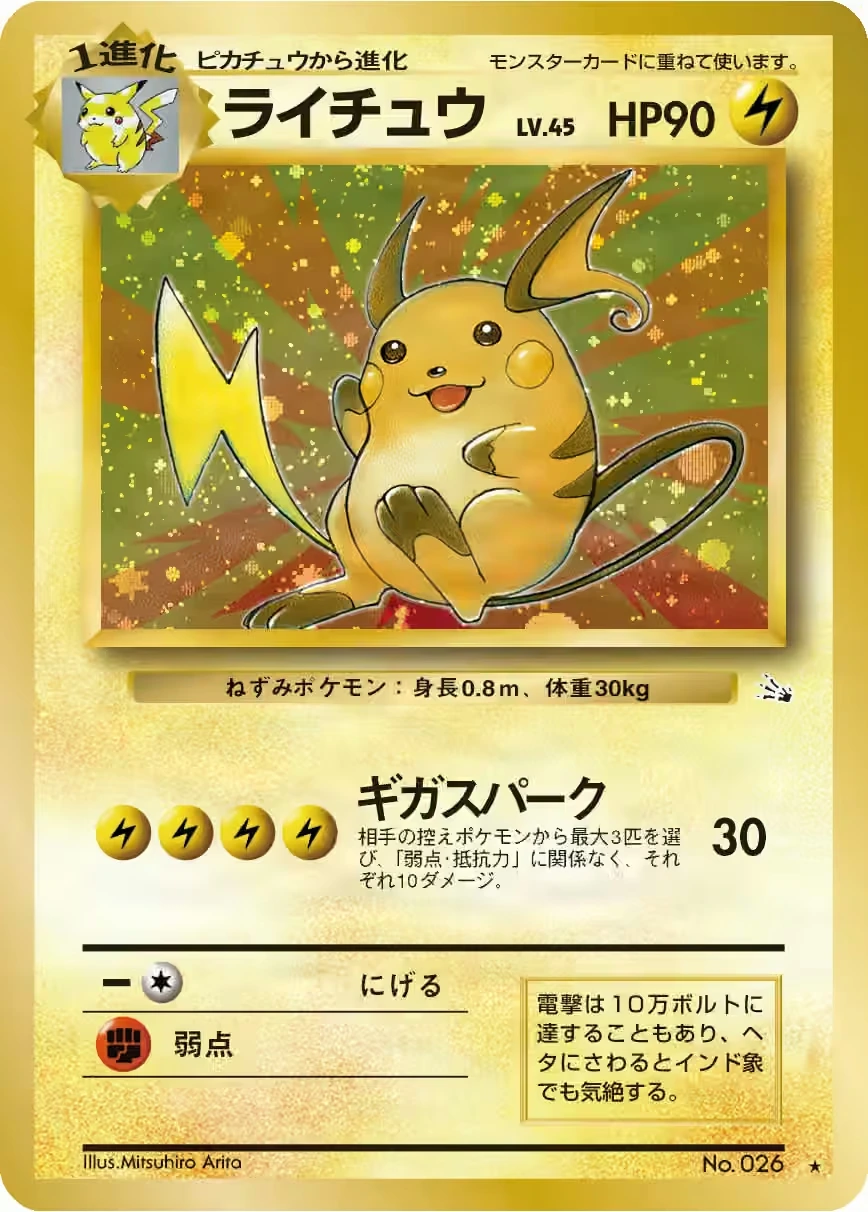 1進化
ピカチュウから進化
モンスターカードに重ねて使います。
ライチュウ LV.45 HP90
ねずみポケモン：身長0.8m、体重30kg
ギガスパーク
相手の控えポケモンから最大3匹を選
び、「弱点・抵抗力」に関係なく、それ
ぞれ10ダメージ。
30
にげる
弱点
電撃は10万ボルトに
達することもあり、ヘ
タにさわるとインド象
でも気絶する。
Illus.Mitsuhiro Arita
No.026 ★